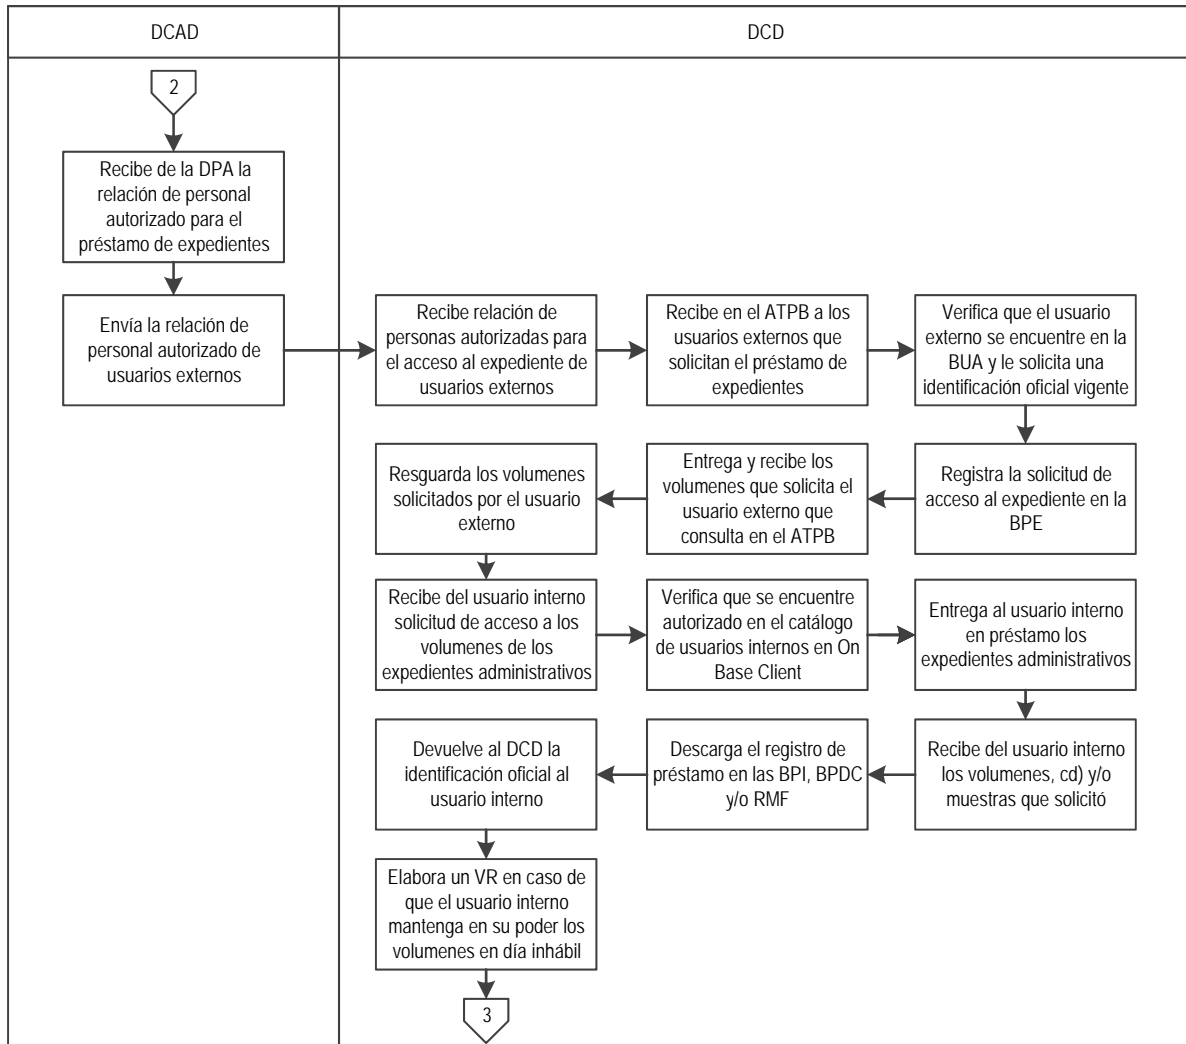 DCAD
DCD
2
Recibe de la DPA la
relación de personal
autorizado para el
préstamo de expedientes
Envía la relación de
personal autorizado de
usuarios externos
Recibe relación de
personas autorizadas para
el acceso al expediente de
usuarios externos
Recibe en el ATPB a los
usuarios externos que
solicitan el préstamo de
expedientes
Verifica que el usuario
externo se encuentre en la
BUA y le solicita una
identificación oficial vigente
Registra la solicitud de
acceso al expediente en la
BPE
Entrega y recibe los
volumenes que solicita el
usuario externo que
consulta en el ATPB
Resguarda los volumenes
solicitados por el usuario
externo
Recibe del usuario interno
solicitud de acceso a los
volumenes de los
expedientes administrativos
Verifica que se encuentre
autorizado en el catálogo
de usuarios internos en On
Base Client
Entrega al usuario interno
en préstamo los
expedientes administrativos
Recibe del usuario interno
los volumenes, cd) y/o
muestras que solicitó
Descarga el registro de
préstamo en las BPI, BPDC
y/o RMF
Devuelve al DCD la
identificación oficial al
usuario interno
Elabora un VR en caso de
que el usuario interno
mantenga en su poder los
volumenes en día inhábil
3